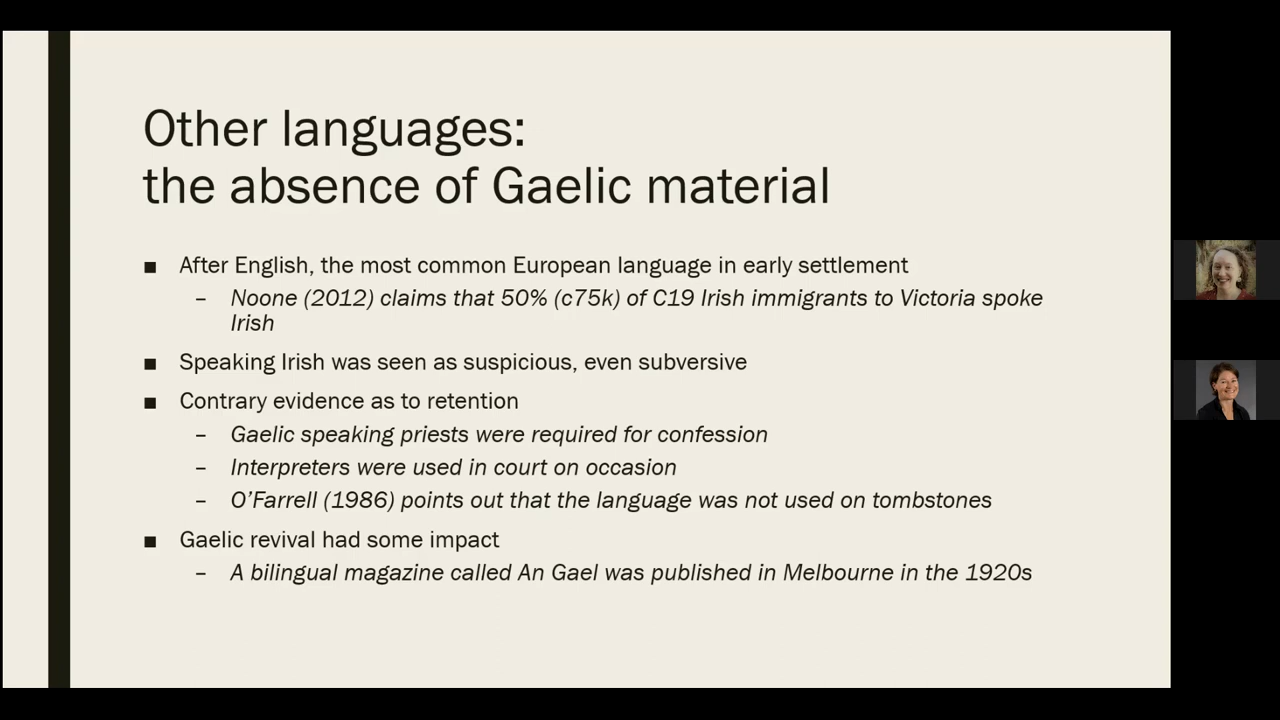 Other languages:
the absence of Gaelic material
■ After English, the most common European language in early settlement
– Noone (2012) claims that 50% (c75k) of C19 Irish immigrants to Victoria spoke
Irish
■ Speaking Irish was seen as suspicious, even subversive
■ Contrary evidence as to retention
– Gaelic speaking priests were required for confession
– Interpreters were used in court on occasion
– O’Farrell (1986) points out that the language was not used on tombstones
■ Gaelic revival had some impact
– A bilingual magazine called An Gael was published in Melbourne in the 1920s